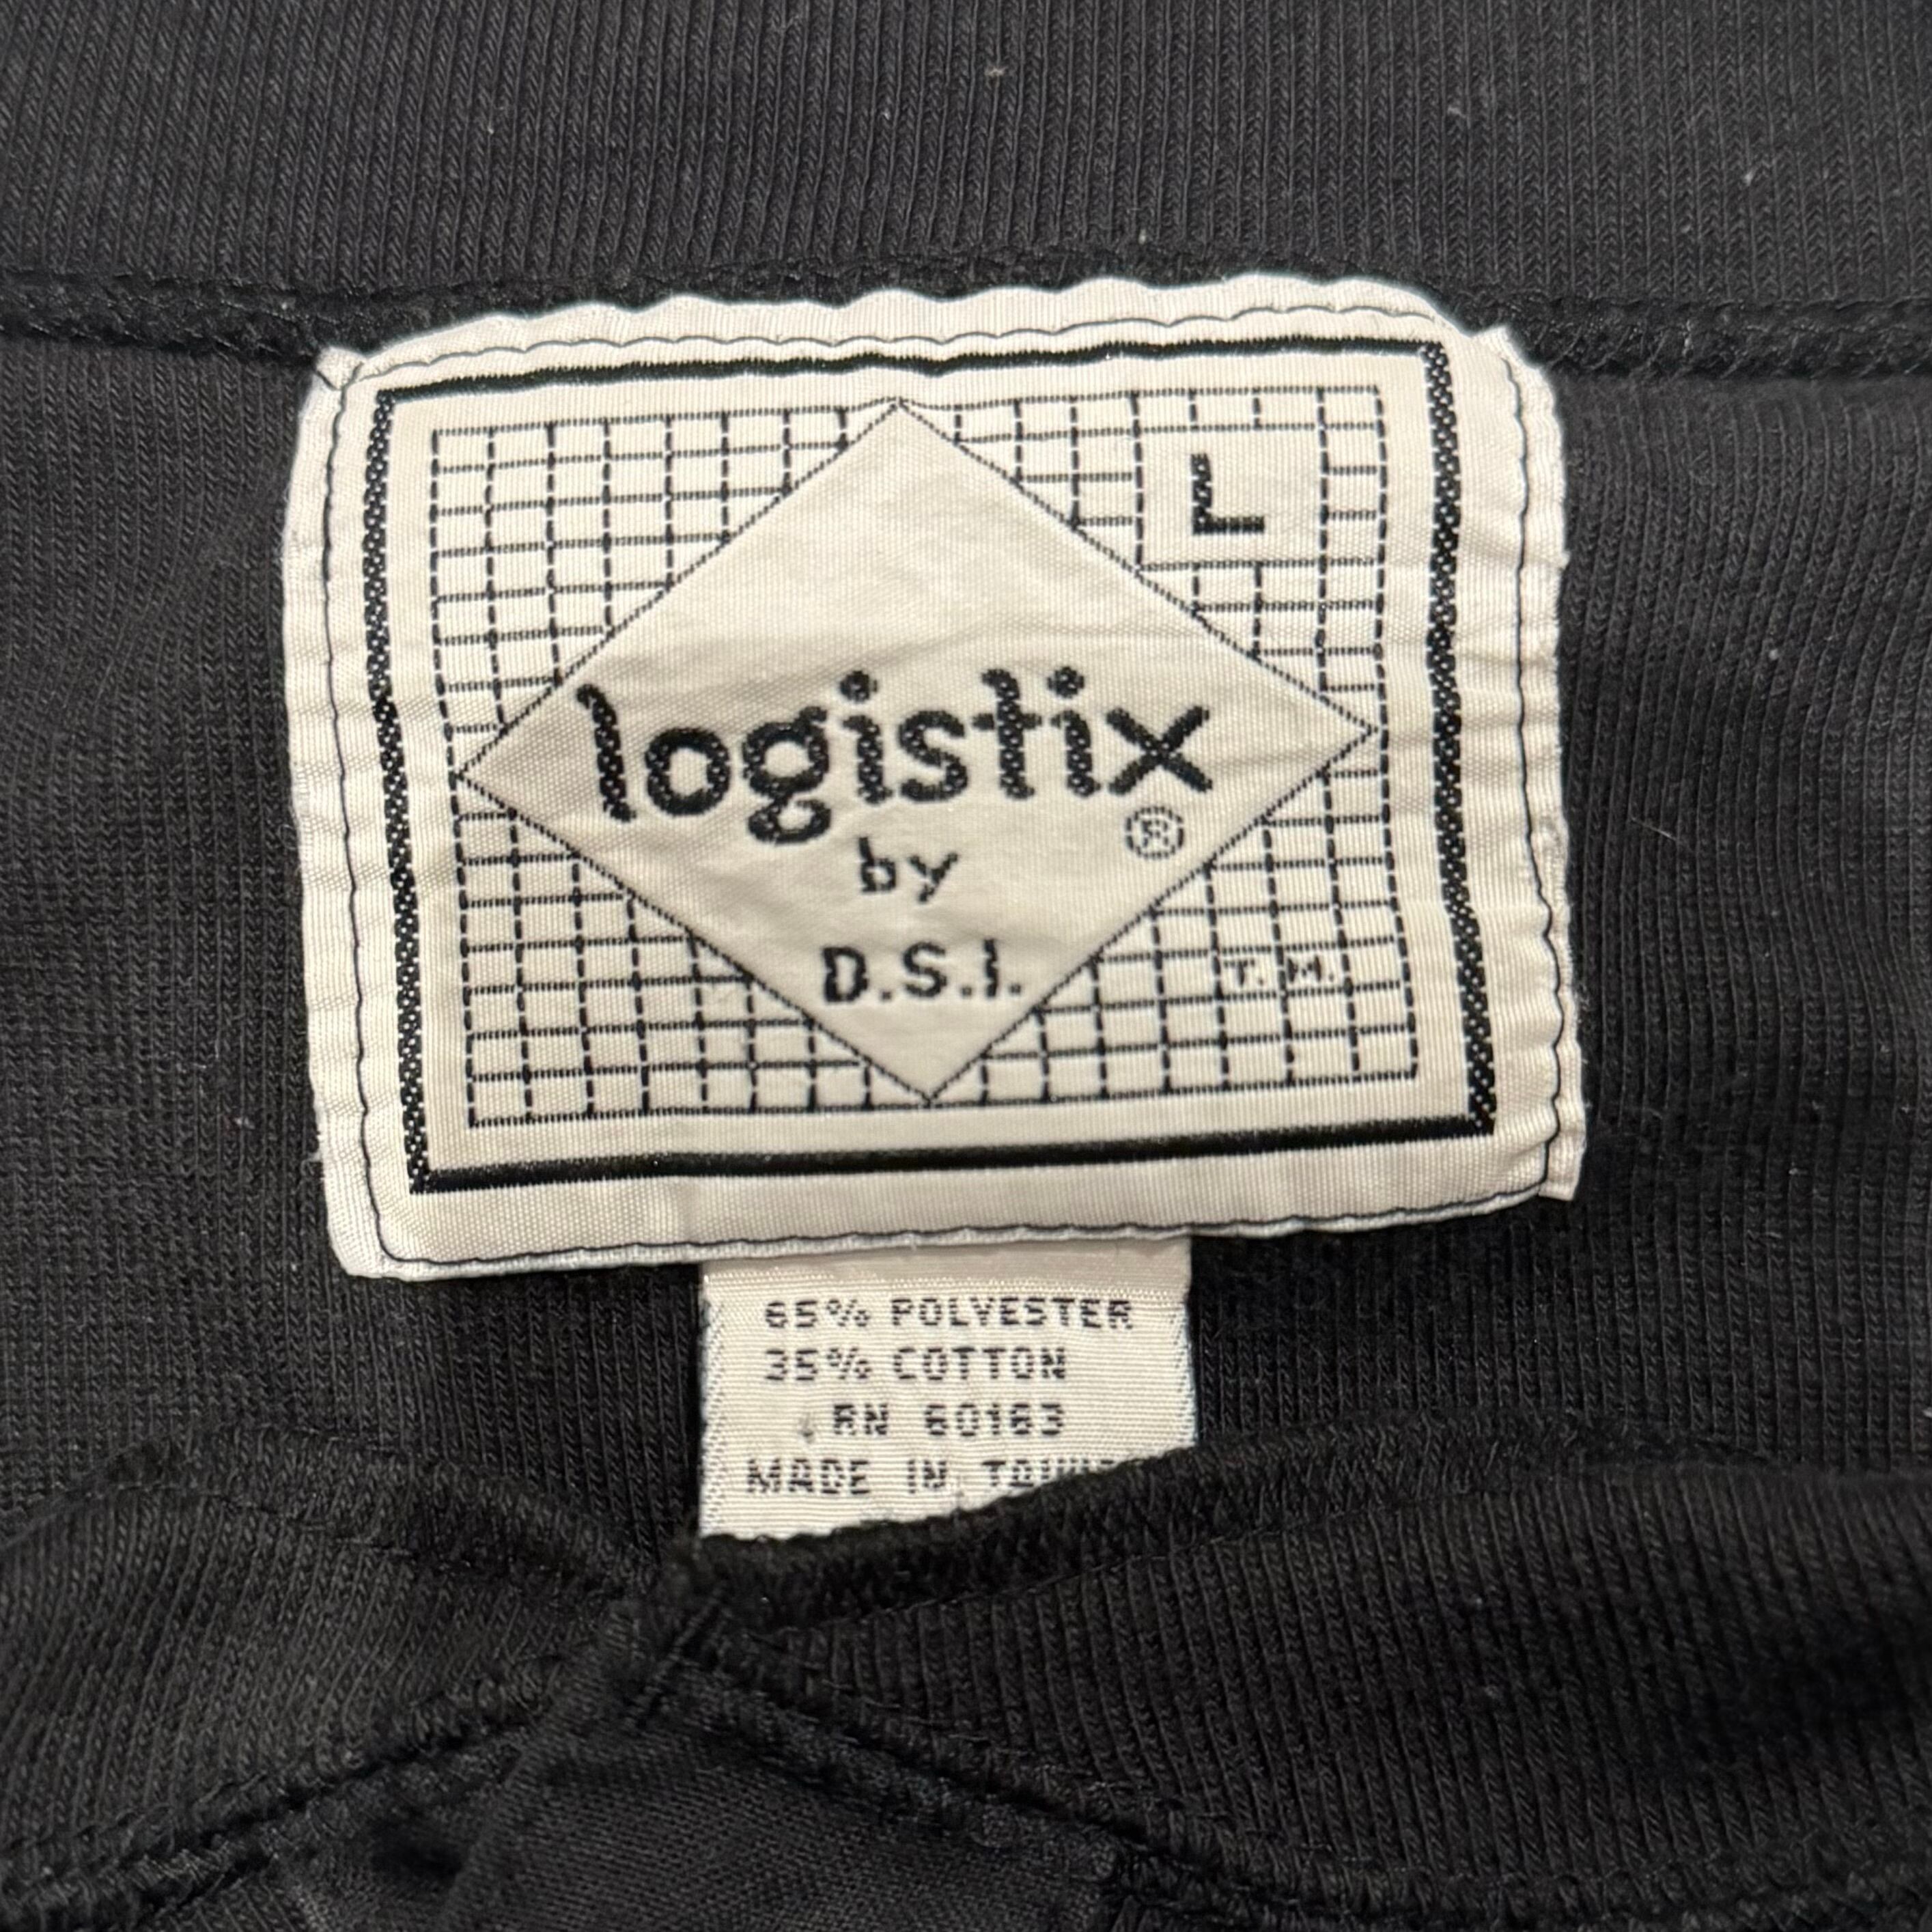 L
logistix
®
by
D.S.I.
T.M.
65% POLYESTER
35% COTTON
RN 60163
MADE IN